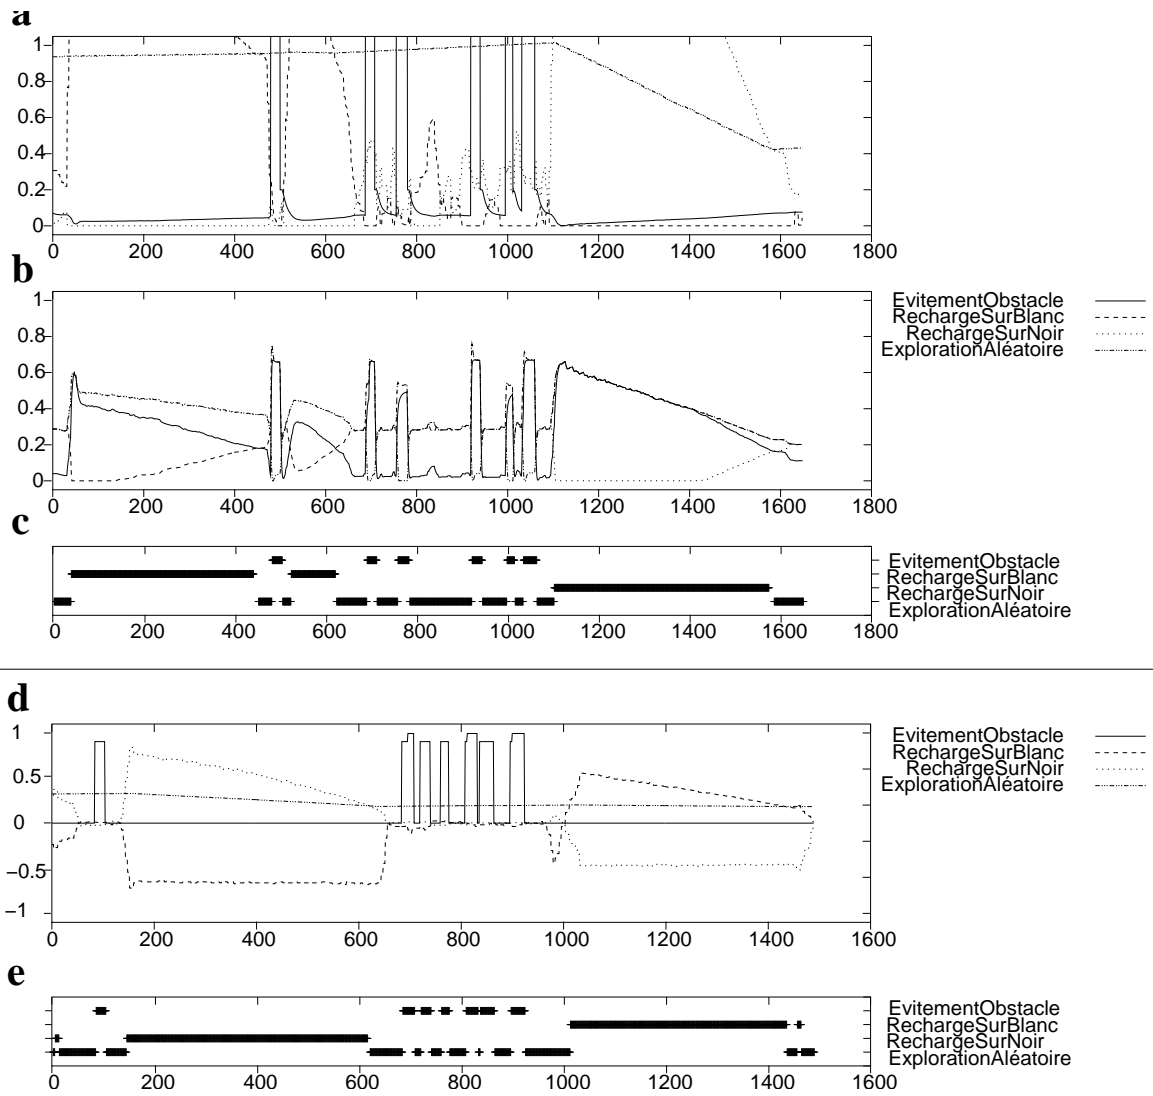 a
1
0.8
0.6
0.4
0.2
0
0 200 400 600 800 1000 1200 1400 1600 1800
b
1
0.8
0.6
0.4
0.2
0
0 200 400 600 800 1000 1200 1400 1600 1800
EvitementObstacle
RechargeSurBlanc
RechargeSurNoir
ExplorationAléatoire
c
EvitementObstacle
RechargeSurBlanc
RechargeSurNoir
ExplorationAléatoire
0 200 400 600 800 1000 1200 1400 1600 1800
d
1
0.5
0
−0.5
−1
0 200 400 600 800 1000 1200 1400 1600
EvitementObstacle
RechargeSurBlanc
RechargeSurNoir
ExplorationAléatoire
e
EvitementObstacle
RechargeSurBlanc
RechargeSurNoir
ExplorationAléatoire
0 200 400 600 800 1000 1200 1400 1600